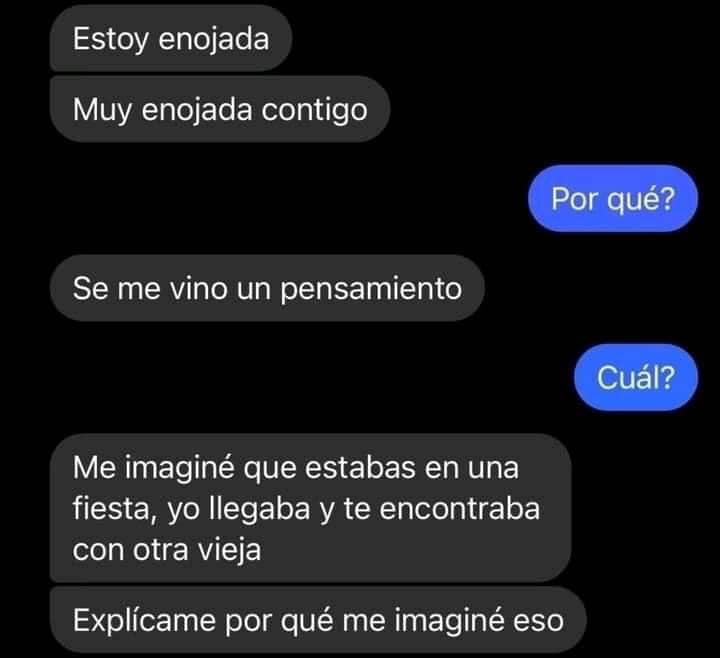 Estoy enojada
Muy enojada contigo
Por qué?
Se me vino un pensamiento
Cuál?
Me imaginé que estabas en una
fiesta, yo llegaba y te encontraba
con otra vieja
Explícame por qué me imaginé eso